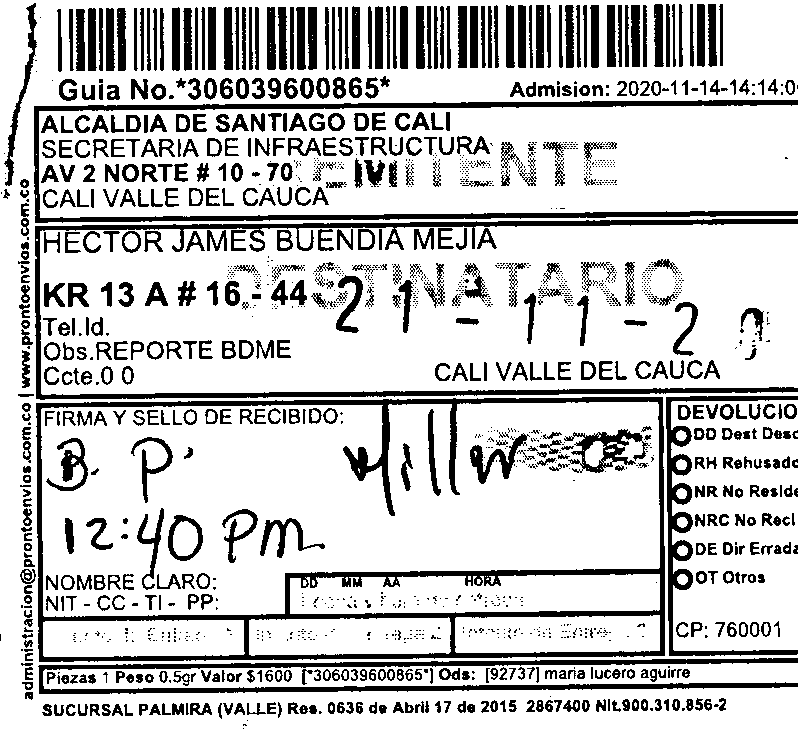 Guia No.*306039600865* Admision: 2020-11-14-14:14:0
ALCALDIA DE SANTIAGO DE CALI
SECRETARIA DE INFRAESTRUCTURA
AV 2 NORTE # 10 - 70 REMITENTE
CALI VALLE DEL CAUCA
HECTOR JAMES BUENDIA MEJIA
DESTINATARIO
KR 13 A # 16 - 44
21-11-20
Tel.Id.
Obs.REPORTE BDME
Ccte.0 0 CALI VALLE DEL CAUCA
administracion@prontoenvios.com.co | www.prontoenvios.com.co
FIRMA Y SELLO DE RECIBIDO:
B. P.
12:40 PM
NOMBRE CLARO:
NIT - CC - TI - PP:
DD MM AA HORA
DEVOLUCIO
DD Dest Desc
RH Rehusado
NR No Reside
NRC No Recl
DE Dir Errada
OT Otros
CP: 760001
Piezas 1 Peso 0.5gr Valor $1600 [*306039600865*] Ods: [92737] maria lucero aguirre
SUCURSAL PALMIRA (VALLE) Res. 0636 de Abril 17 de 2015 2867400 Nit.900.310.856-2